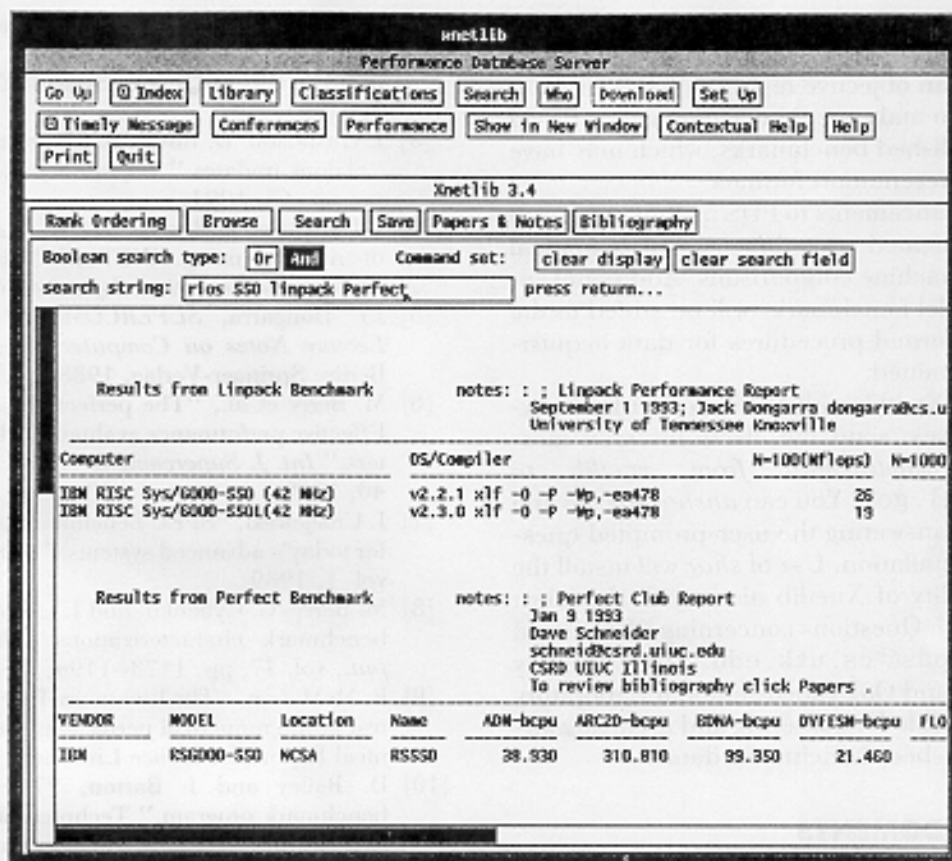 xnetlib
Performance Database Server
Go Up Index Library Classifications Search Who Download Set Up
Timely Message Conferences Performance Show in New Window Contextual Help Help
Print Quit
Xnetlib 3.4
Rank Ordering Browse Search Save Papers & Notes Bibliography
Boolean search type: Or And Command set: clear display clear search field
search string: rios 550 linpack Perfect press return...
Results from Linpack Benchmark notes: : ; Linpack Performance Report
September 1 1993; Jack Dongarra dongarra@cs.u
University of Tennessee Knoxville
Computer OS/Compiler N=100(Mflops) N=1000
IBM RISC Sys/6000-550 (42 MHz) v2.2.1 xlf -O -P -Wp,-ea478 26
IBM RISC Sys/6000-550L(42 MHz) v2.3.0 xlf -O -P -Wp,-ea478 19
Results from Perfect Benchmark notes: : ; Perfect Club Report
Jan 9 1993
Dave Schneider
schneid@csrd.uiuc.edu
CSRD UIUC Illinois
To review bibliography click Papers
VENDOR MODEL Location Name ADM-bcpu ARC2D-bcpu BDNA-bcpu DYFESM-bcpu FLO
IBM RS6000-550 NCSA RS550 38.930 310.810 99.350 21.460